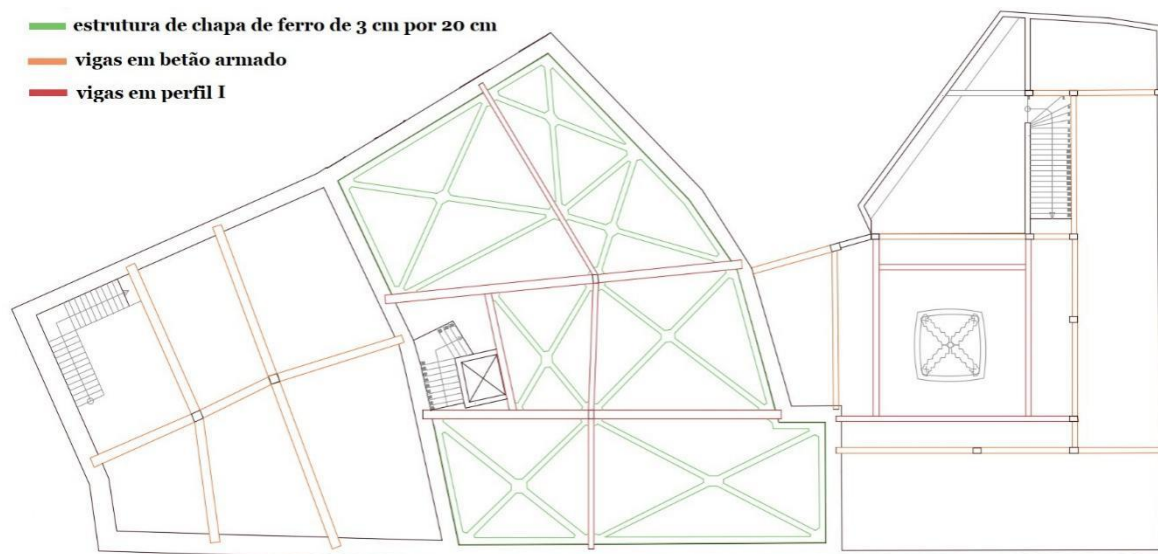 estrutura de chapa de ferro de 3 cm por 20 cm
vigas em betão armado
vigas em perfil I